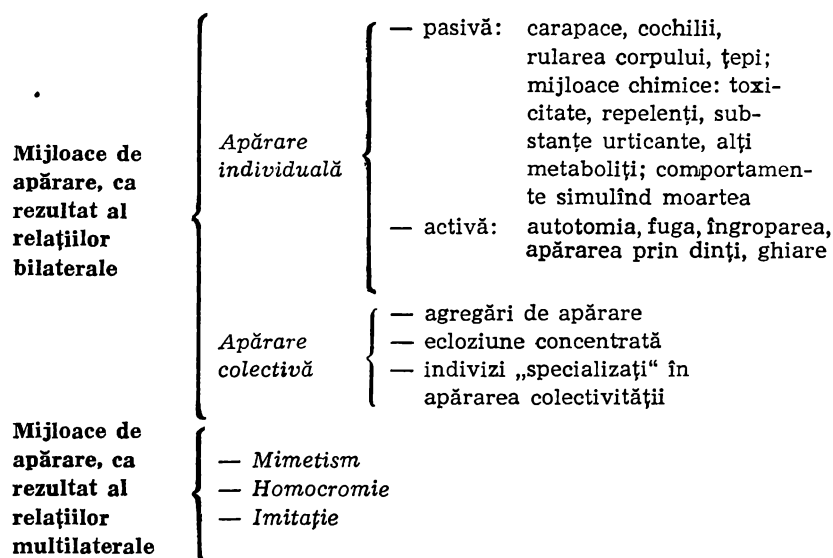 Mijloace de
apărare, ca
rezultat al
relațiilor
bilaterale
Apărare
individuală
— pasivă: carapace, cochilii,
rularea corpului, țepi;
mijloace chimice: toxi-
citate, repelenți, sub-
stanțe urticante, alți
metaboliți; comportamen-
te simulînd moartea
— activă: autotomia, fuga, îngroparea,
apărarea prin dinți, ghiare
Apărare
colectivă
— agregări de apărare
— ecloziune concentrată
— indivizi „specializați“ în
apărarea colectivității
Mijloace de
apărare, ca
rezultat al
relațiilor
multilaterale
— Mimetism
— Homocromie
— Imitație